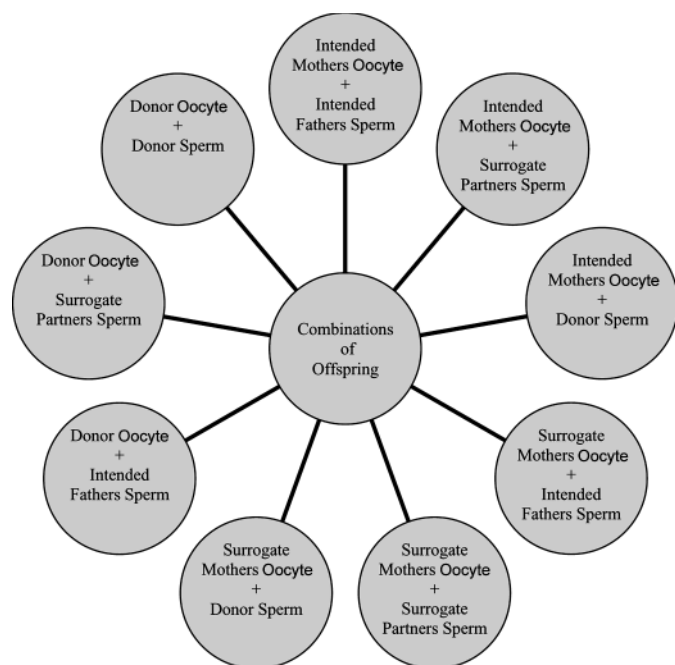 Intended
Mothers Oocyte
+
Intended
Fathers Sperm
Intended
Mothers Oocyte
+
Surrogate
Partners Sperm
Intended
Mothers Oocyte
+
Donor Sperm
Surrogate
Mothers Oocyte
+
Intended
Fathers Sperm
Surrogate
Mothers Oocyte
+
Surrogate
Partners Sperm
Surrogate
Mothers Oocyte
+
Donor Sperm
Donor Oocyte
+
Intended
Fathers Sperm
Donor Oocyte
+
Surrogate
Partners Sperm
Donor Oocyte
+
Donor Sperm
Combinations
of
Offspring